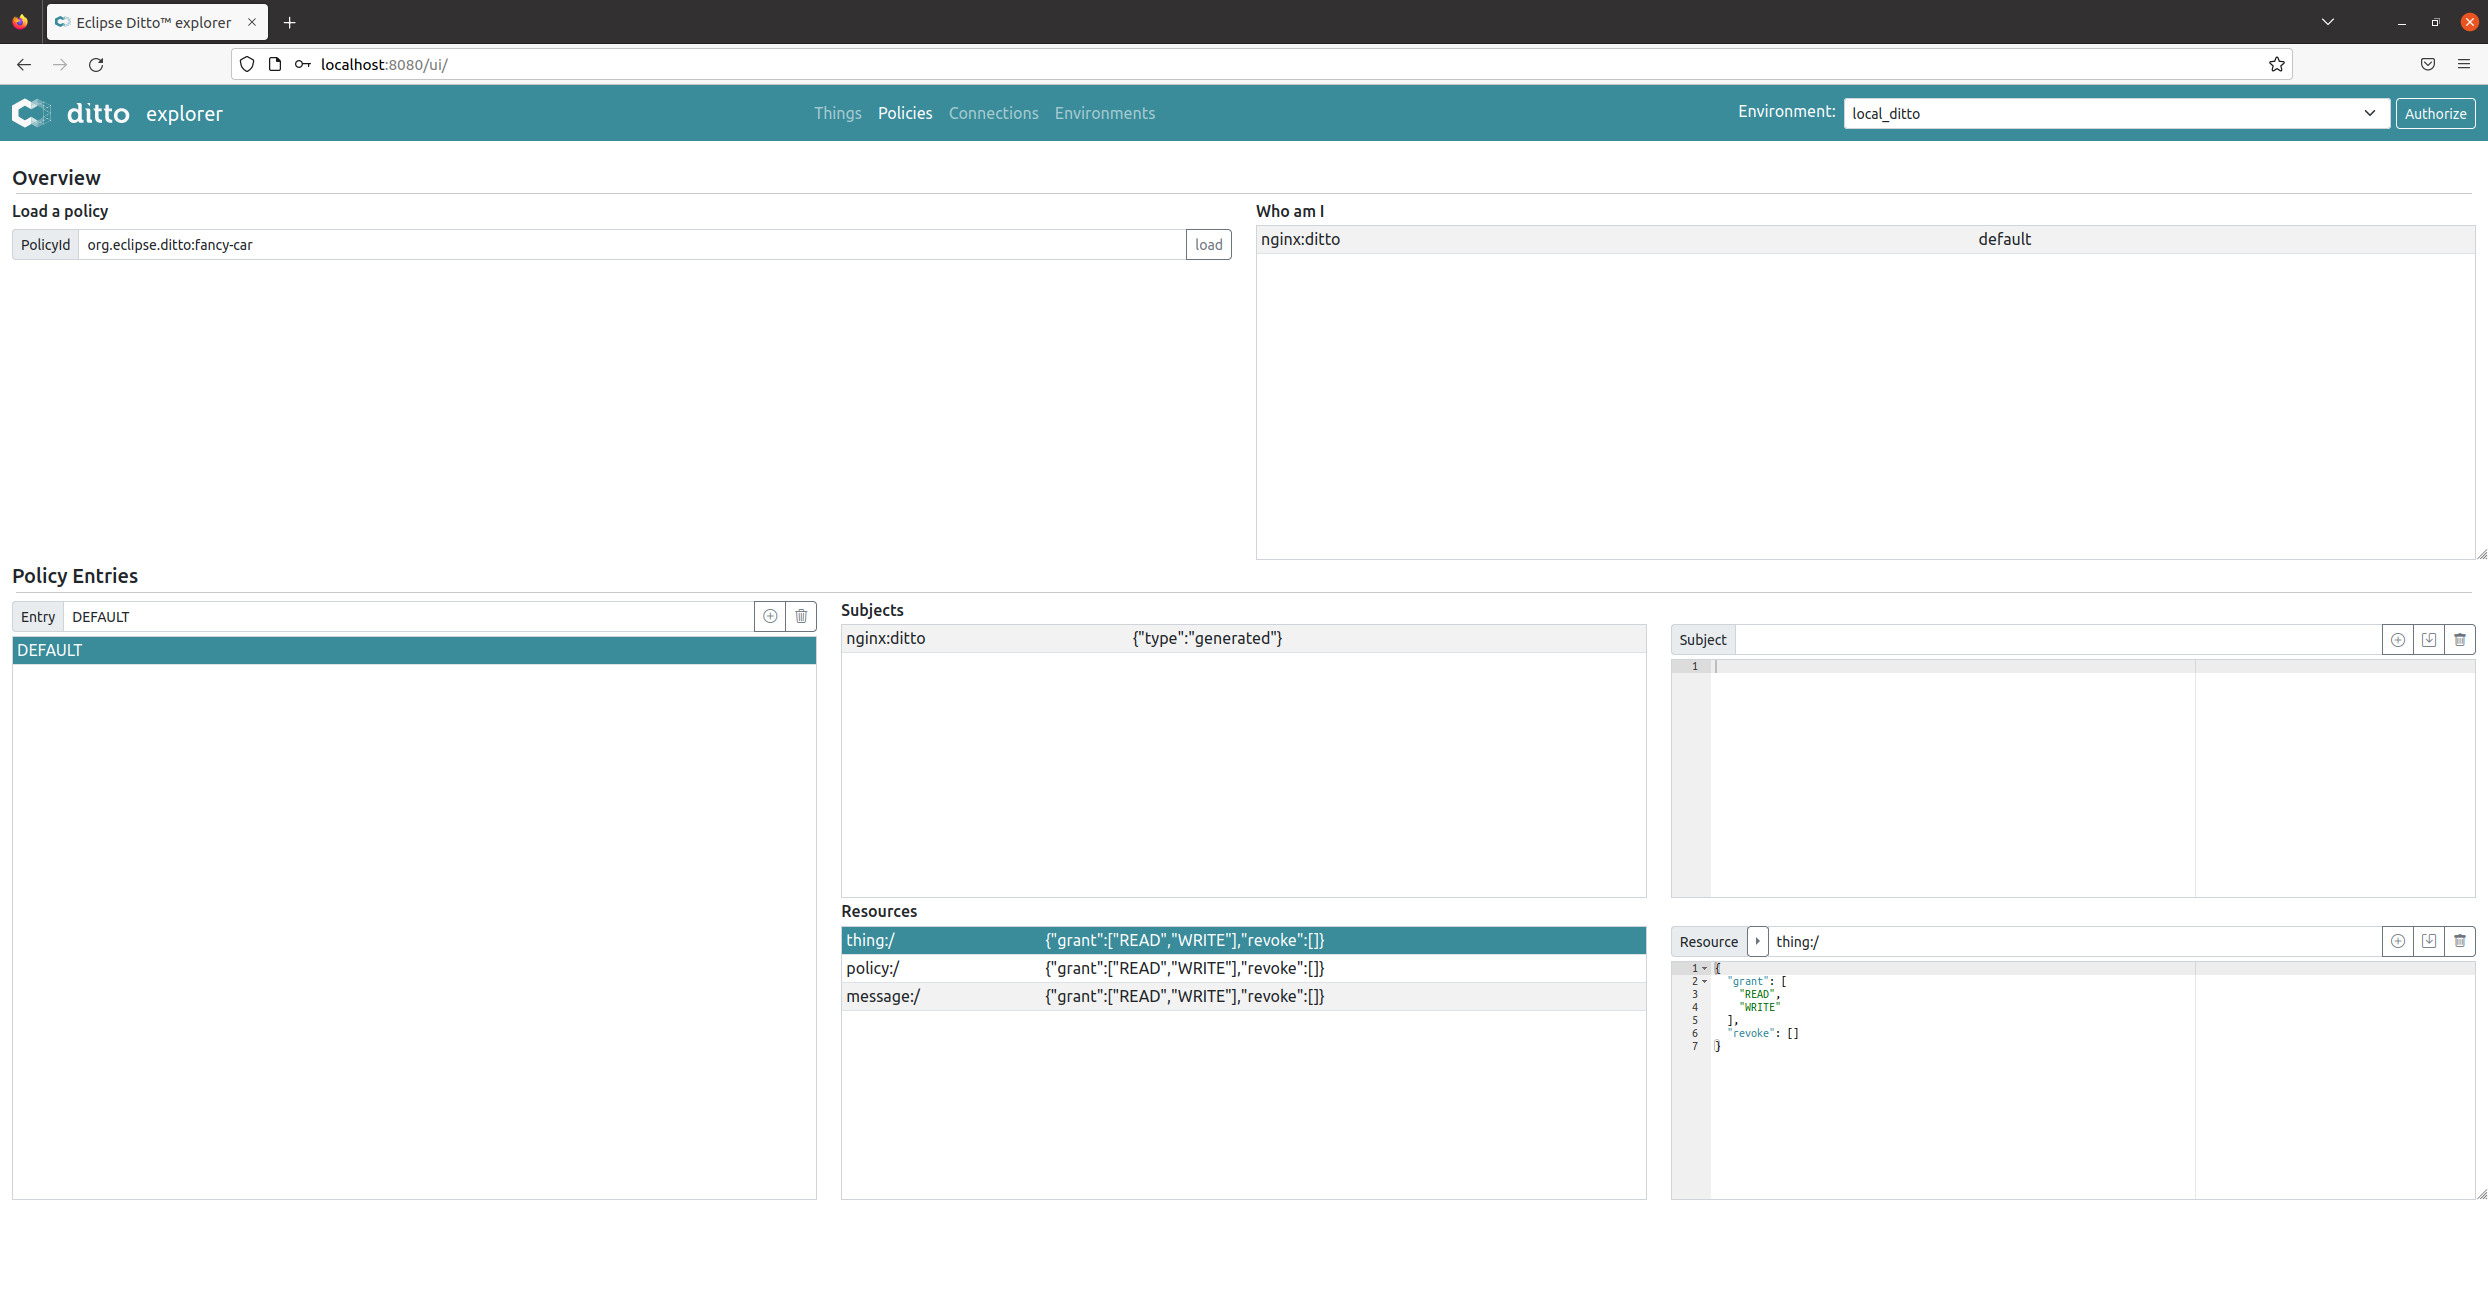 Eclipse Ditto™ explorer
localhost:8080/ui/
ditto explorer
Things Policies Connections Environments
Environment: local_ditto Authorize
Overview
Load a policy
PolicyId org.eclipse.ditto:fancy-car load
Who am I
nginx:ditto default
Policy Entries
Entry DEFAULT
DEFAULT
Subjects
nginx:ditto {"type":"generated"}
Subject
1
Resources
thing:/ {"grant":["READ","WRITE"],"revoke":[]}
policy:/ {"grant":["READ","WRITE"],"revoke":[]}
message:/ {"grant":["READ","WRITE"],"revoke":[]}
Resource thing:/
1 {
2 "grant": [
3 "READ",
4 "WRITE"
5 ],
6 "revoke": []
7 }